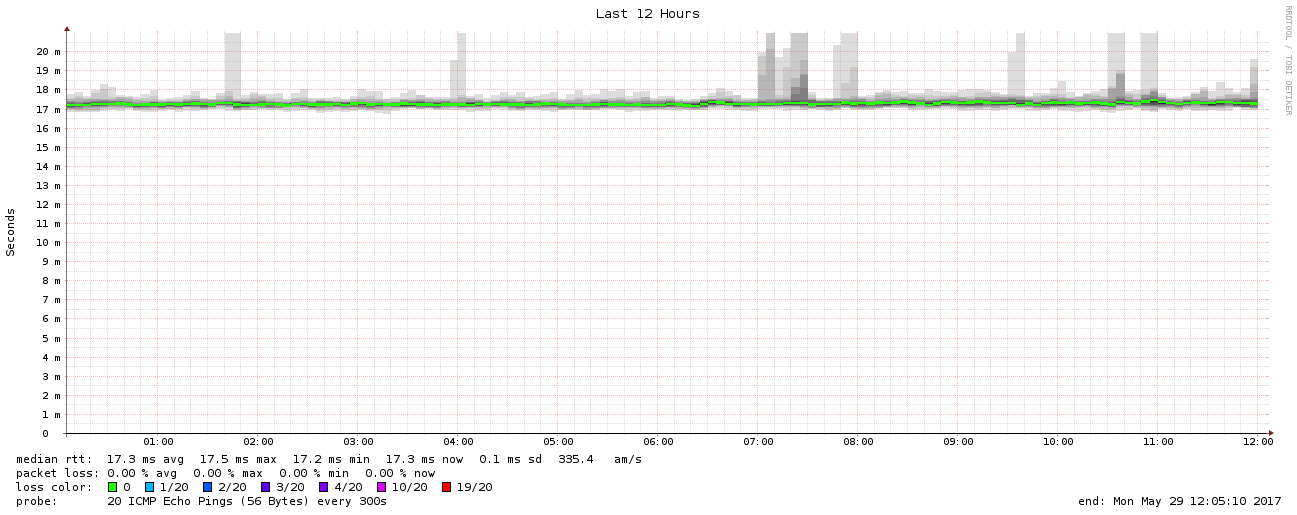 Last 12 Hours
RRDTOOL / TOBI OETIKER
Seconds
20 m
19 m
18 m
17 m
16 m
15 m
14 m
13 m
12 m
11 m
10 m
9 m
8 m
7 m
6 m
5 m
4 m
3 m
2 m
1 m
0
01:00 02:00 03:00 04:00 05:00 06:00 07:00 08:00 09:00 10:00 11:00 12:00
median rtt: 17.3 ms avg 17.5 ms max 17.2 ms min 17.3 ms now 0.1 ms sd 335.4 am/s
packet loss: 0.00 % avg 0.00 % max 0.00 % min 0.00 % now
loss color: 0 1/20 2/20 3/20 4/20 10/20 19/20
probe: 20 ICMP Echo Pings (56 Bytes) every 300s end: Mon May 29 12:05:10 2017